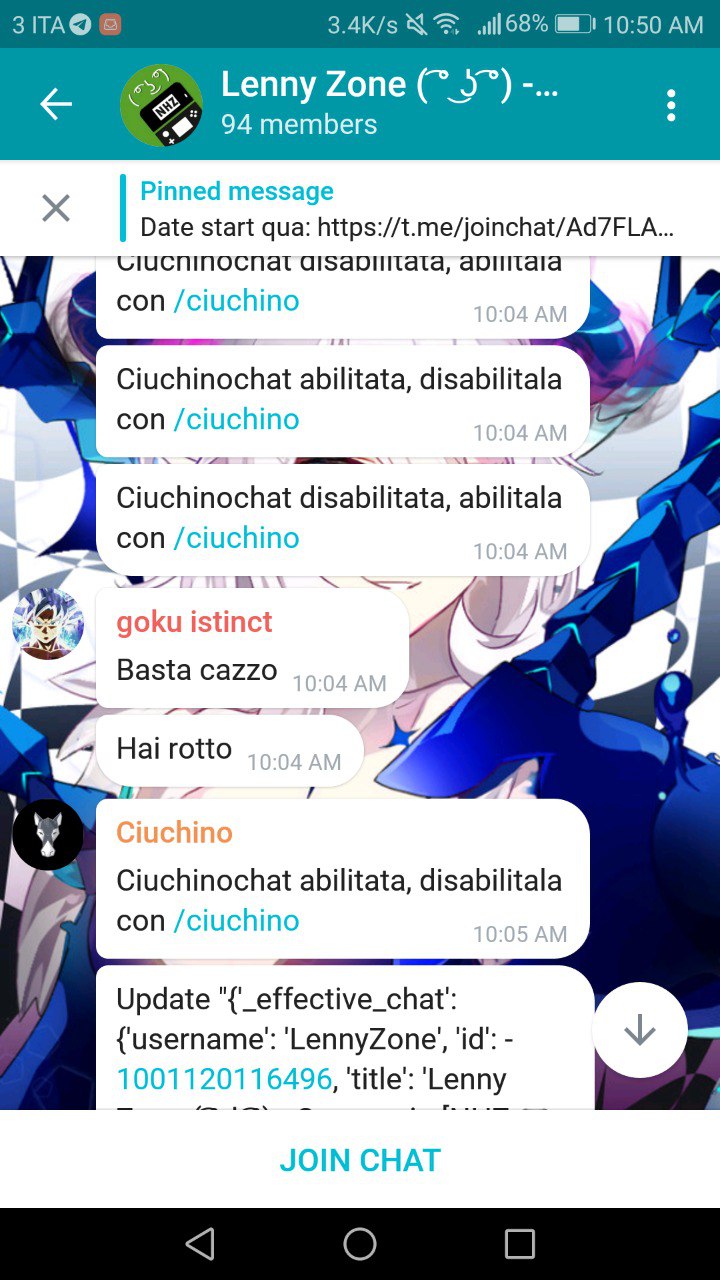 3 ITA
3.4K/s 68% 10:50 AM
NHZ
Lenny Zone ( ͡° ͜ʖ ͡°) -...
94 members
Pinned message
Date start qua: https://t.me/joinchat/Ad7FLA...
Ciuchinochat disabilitata, abilitala
con /ciuchino
10:04 AM
Ciuchinochat abilitata, disabilitala
con /ciuchino
10:04 AM
Ciuchinochat disabilitata, abilitala
con /ciuchino
10:04 AM
goku istinct
Basta cazzo 10:04 AM
Hai rotto 10:04 AM
Ciuchino
Ciuchinochat abilitata, disabilitala
con /ciuchino
10:05 AM
Update "{'_effective_chat':
{'username': 'LennyZone', 'id': -
1001120116496, 'title': 'Lenny
JOIN CHAT